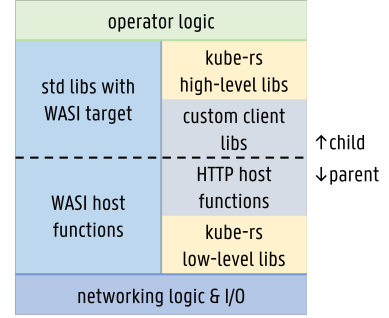 operator logic
std libs with
WASI target
kube-rs
high-level libs
custom client
libs
↑child
↓parent
WASI host
functions
HTTP host
functions
kube-rs
low-level libs
networking logic & I/O